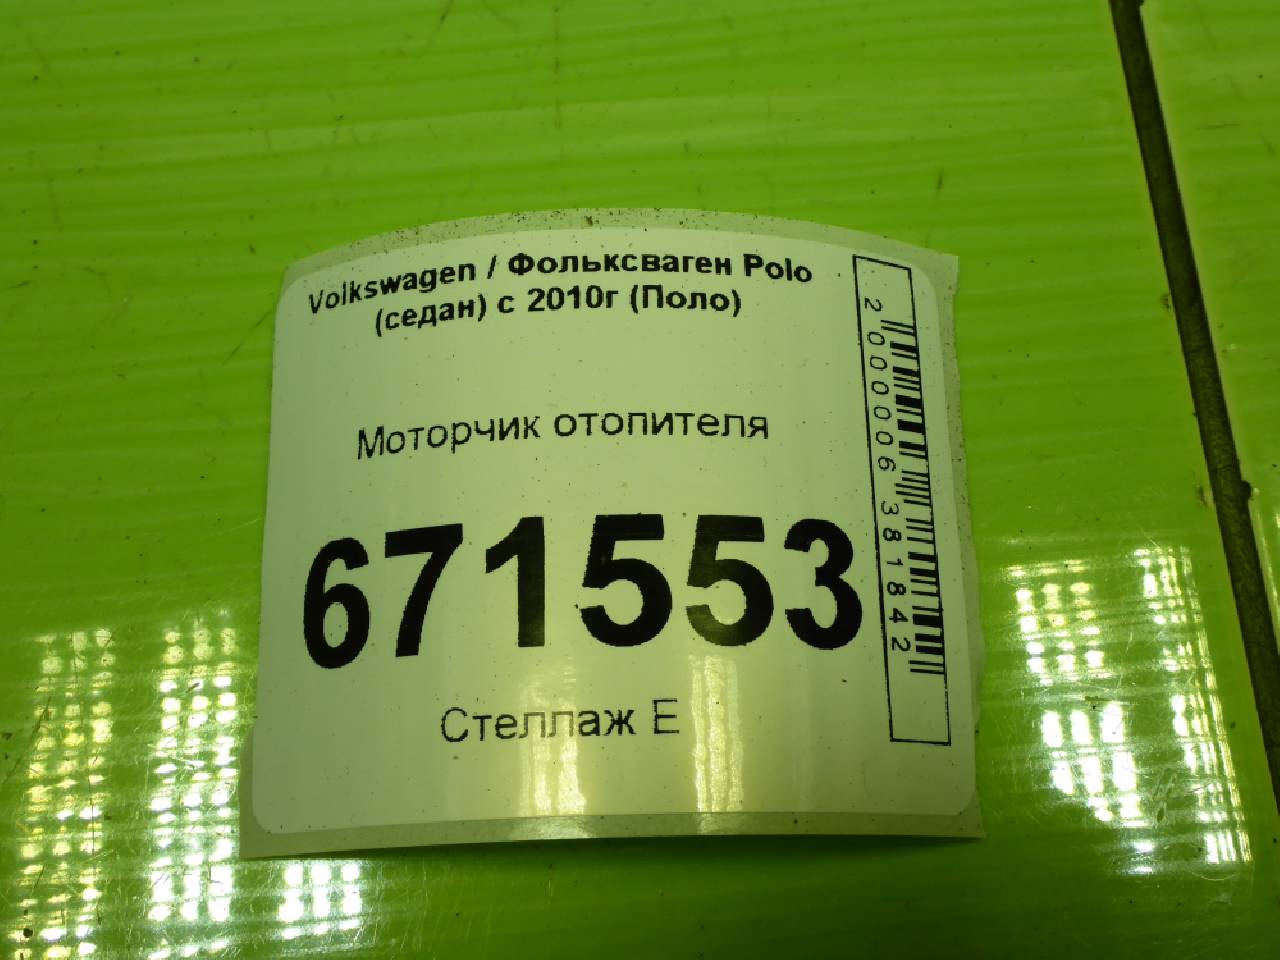 Volkswagen / Фольксваген Polo
(седан) с 2010г (Поло)
Моторчик отопителя
671553
Стеллаж Е
2000006381842